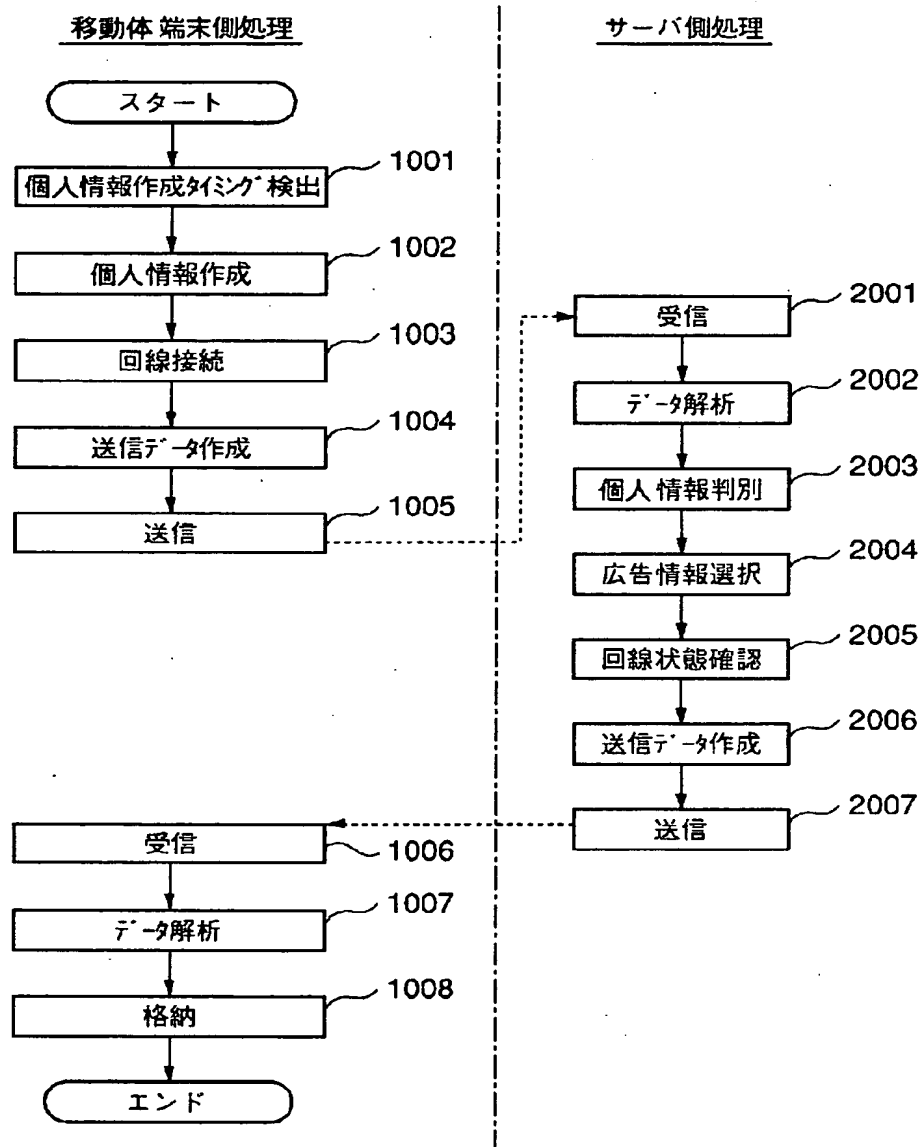 移動体端末側処理
スタート
個人情報作成タイミング検出
1001
個人情報作成
1002
回線接続
1003
送信データ作成
1004
送信
1005
受信
1006
データ解析
1007
格納
1008
エンド
サーバ側処理
受信
2001
データ解析
2002
個人情報判別
2003
広告情報選択
2004
回線状態確認
2005
送信データ作成
2006
送信
2007